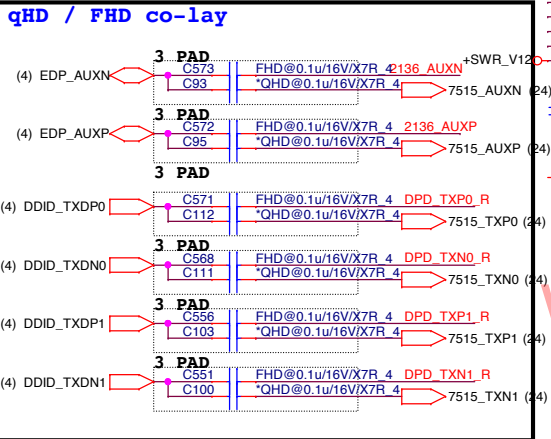 qHD / FHD co-lay
+SWR_V12
3 PAD
C573 FHD@0.1u/16V/X7R_4 2136_AUXN
(4) EDP_AUXN
C93 *QHD@0.1u/16V/X7R_4 7515_AUXN (24)
3 PAD
C572 FHD@0.1u/16V/X7R_4 2136_AUXP
(4) EDP_AUXP
C95 *QHD@0.1u/16V/X7R_4 7515_AUXP (24)
3 PAD
C571 FHD@0.1u/16V/X7R_4 DPD_TXP0_R
(4) DDID_TXDP0
C112 *QHD@0.1u/16V/X7R_4 7515_TXP0 (24)
3 PAD
C568 FHD@0.1u/16V/X7R_4 DPD_TXN0_R
(4) DDID_TXDN0
C111 *QHD@0.1u/16V/X7R_4 7515_TXN0 (24)
3 PAD
C556 FHD@0.1u/16V/X7R_4 DPD_TXP1_R
(4) DDID_TXDP1
C103 *QHD@0.1u/16V/X7R_4 7515_TXP1 (24)
3 PAD
C551 FHD@0.1u/16V/X7R_4 DPD_TXN1_R
(4) DDID_TXDN1
C100 *QHD@0.1u/16V/X7R_4 7515_TXN1 (24)